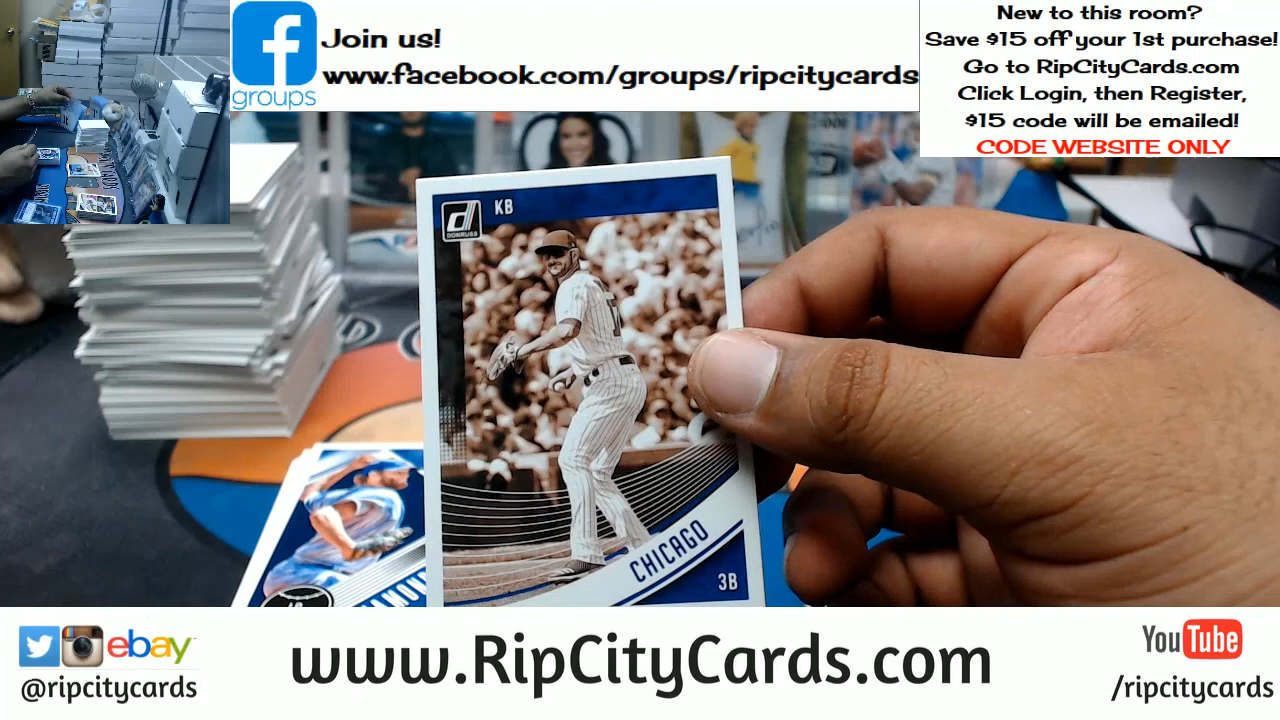 groups
Join us!
www.facebook.com/groups/ripcitycards
New to this room?
Save $15 off your 1st purchase!
Go to RipCityCards.com
Click Login, then Register,
$15 code will be emailed!
CODE WEBSITE ONLY
DONRUSS
KB
CHICAGO
3B
ebay
@ripcitycards
www.RipCityCards.com
YouTube
/ripcitycards